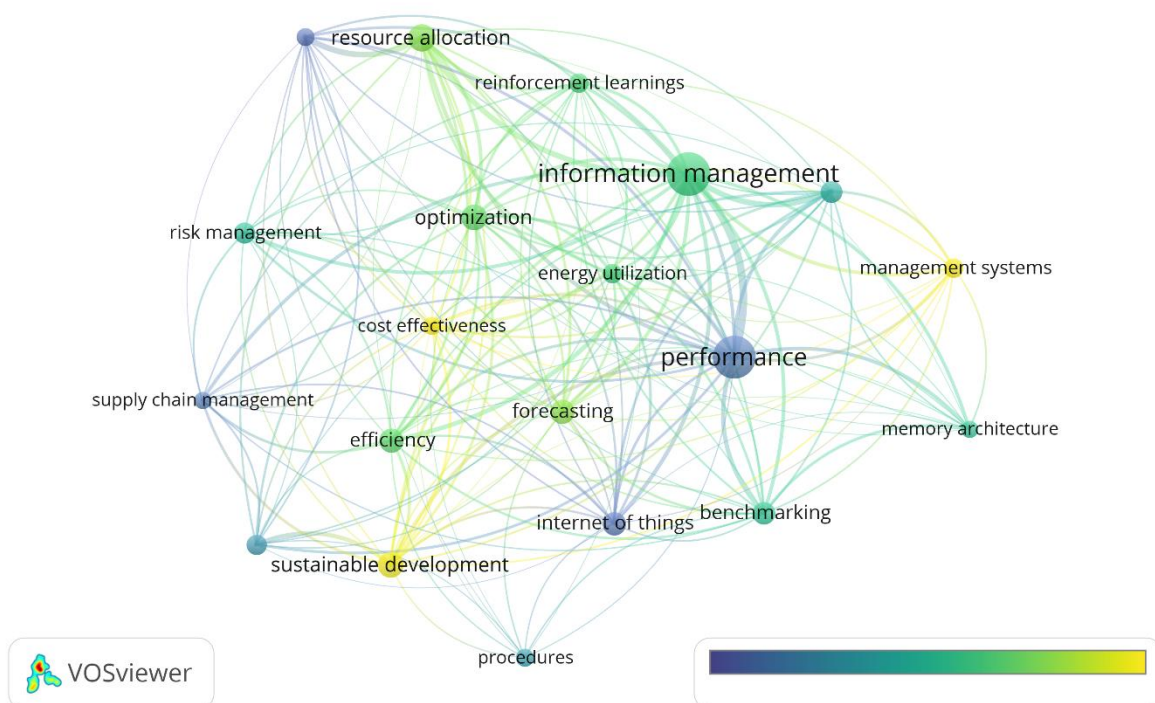 resource allocation
reinforcement learnings
information management
optimization
risk management
energy utilization
management systems
cost effectiveness
performance
supply chain management
forecasting
efficiency
memory architecture
benchmarking
internet of things
sustainable development
procedures
VOSviewer